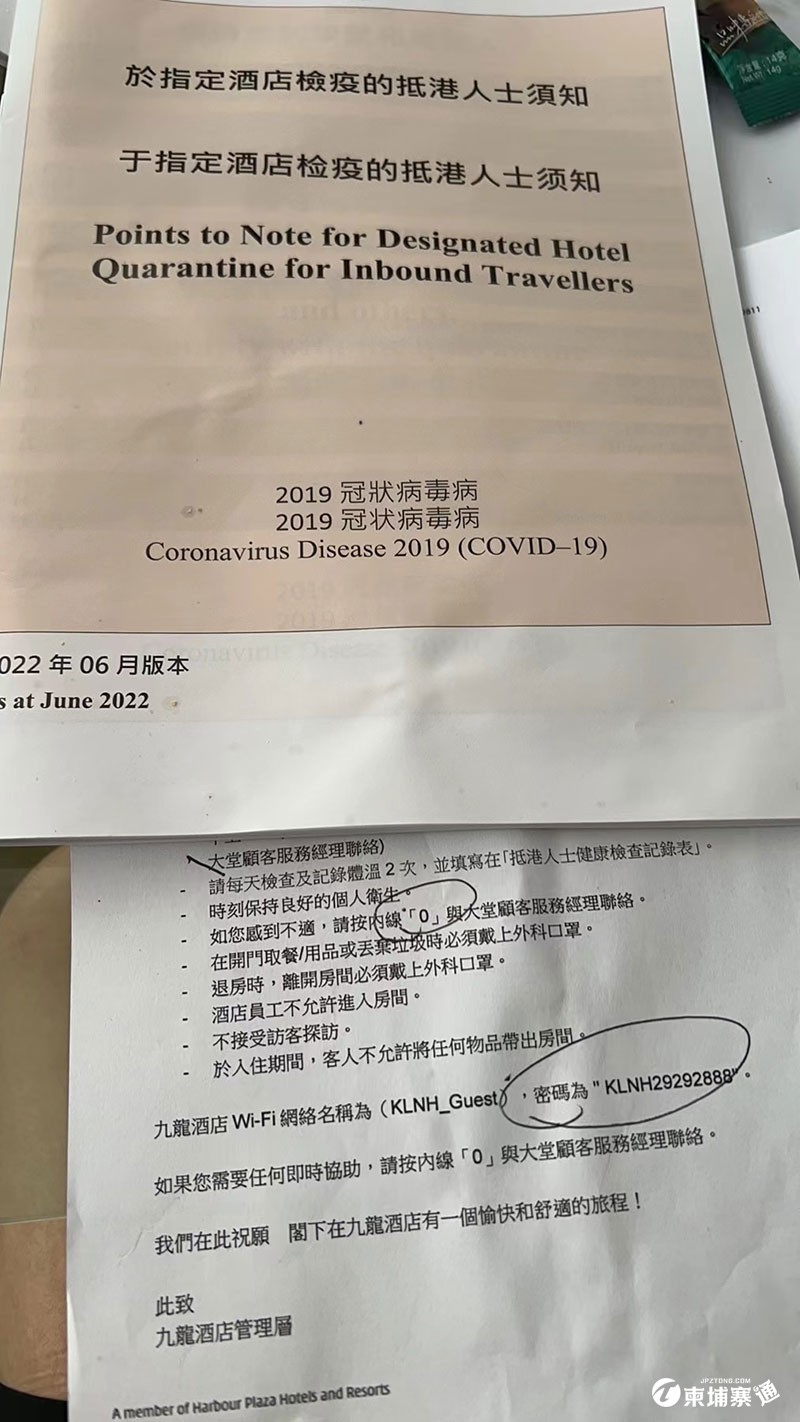 净含量：14克
Net Wt 14g
於指定酒店檢疫的抵港人士須知
于指定酒店检疫的抵港人士须知
Points to Note for Designated Hotel
Quarantine for Inbound Travellers
2019 冠狀病毒病
2019 冠状病毒病
Coronavirus Disease 2019 (COVID–19)
022 年 06 月版本
s at June 2022
大堂顧客服務經理聯絡)
- 請每天檢查及記錄體溫 2 次，並填寫在「抵港人士健康檢查記錄表」。
- 時刻保持良好的個人衛生。
- 如您感到不適，請按內線「0」與大堂顧客服務經理聯絡。
- 在開門取餐/用品或丟棄垃圾時必須戴上外科口罩。
- 退房時，離開房間必須戴上外科口罩。
- 酒店員工不允許進入房間。
- 不接受訪客探訪。
- 於入住期間，客人不允許將任何物品帶出房間。
九龍酒店 Wi-Fi 網絡名稱為（KLNH_Guest），密碼為 " KLNH29292888"。
如果您需要任何即時協助，請按內線「0」與大堂顧客服務經理聯絡。
我們在此祝願 閣下在九龍酒店有一個愉快和舒適的旅程！
此致
九龍酒店管理層
A member of Harbour Plaza Hotels and Resorts
JPZTONG.COM
柬埔寨通